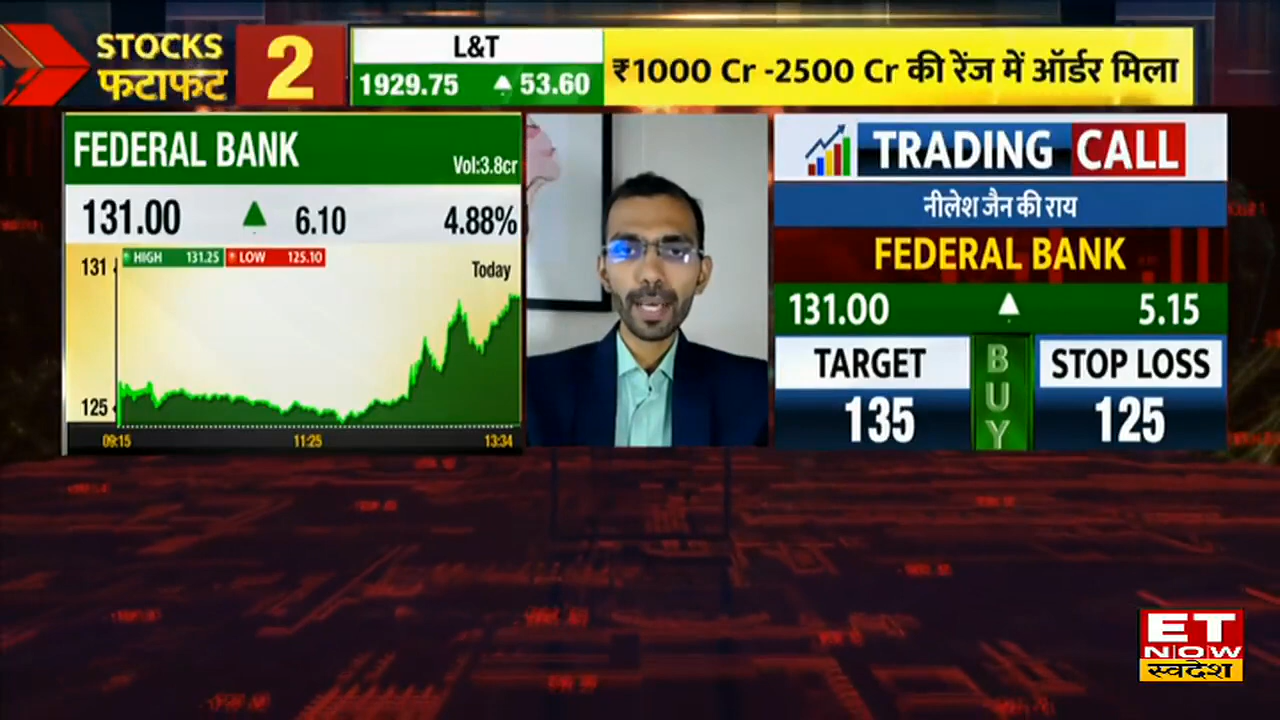 STOCKS
फटाफट
2
L&T
1929.75 ▲ 53.60
₹1000 Cr -2500 Cr की रेंज में ऑर्डर मिला
FEDERAL BANK
Vol:3.8cr
131.00 ▲ 6.10 4.88%
HIGH 131.25 LOW 125.10
Today
131
125
09:15 11:25 13:34
TRADING CALL
नीलेश जैन की राय
FEDERAL BANK
131.00 ▲ 5.15
TARGET
135
BUY
STOP LOSS
125
ET
NOW
स्वदेश